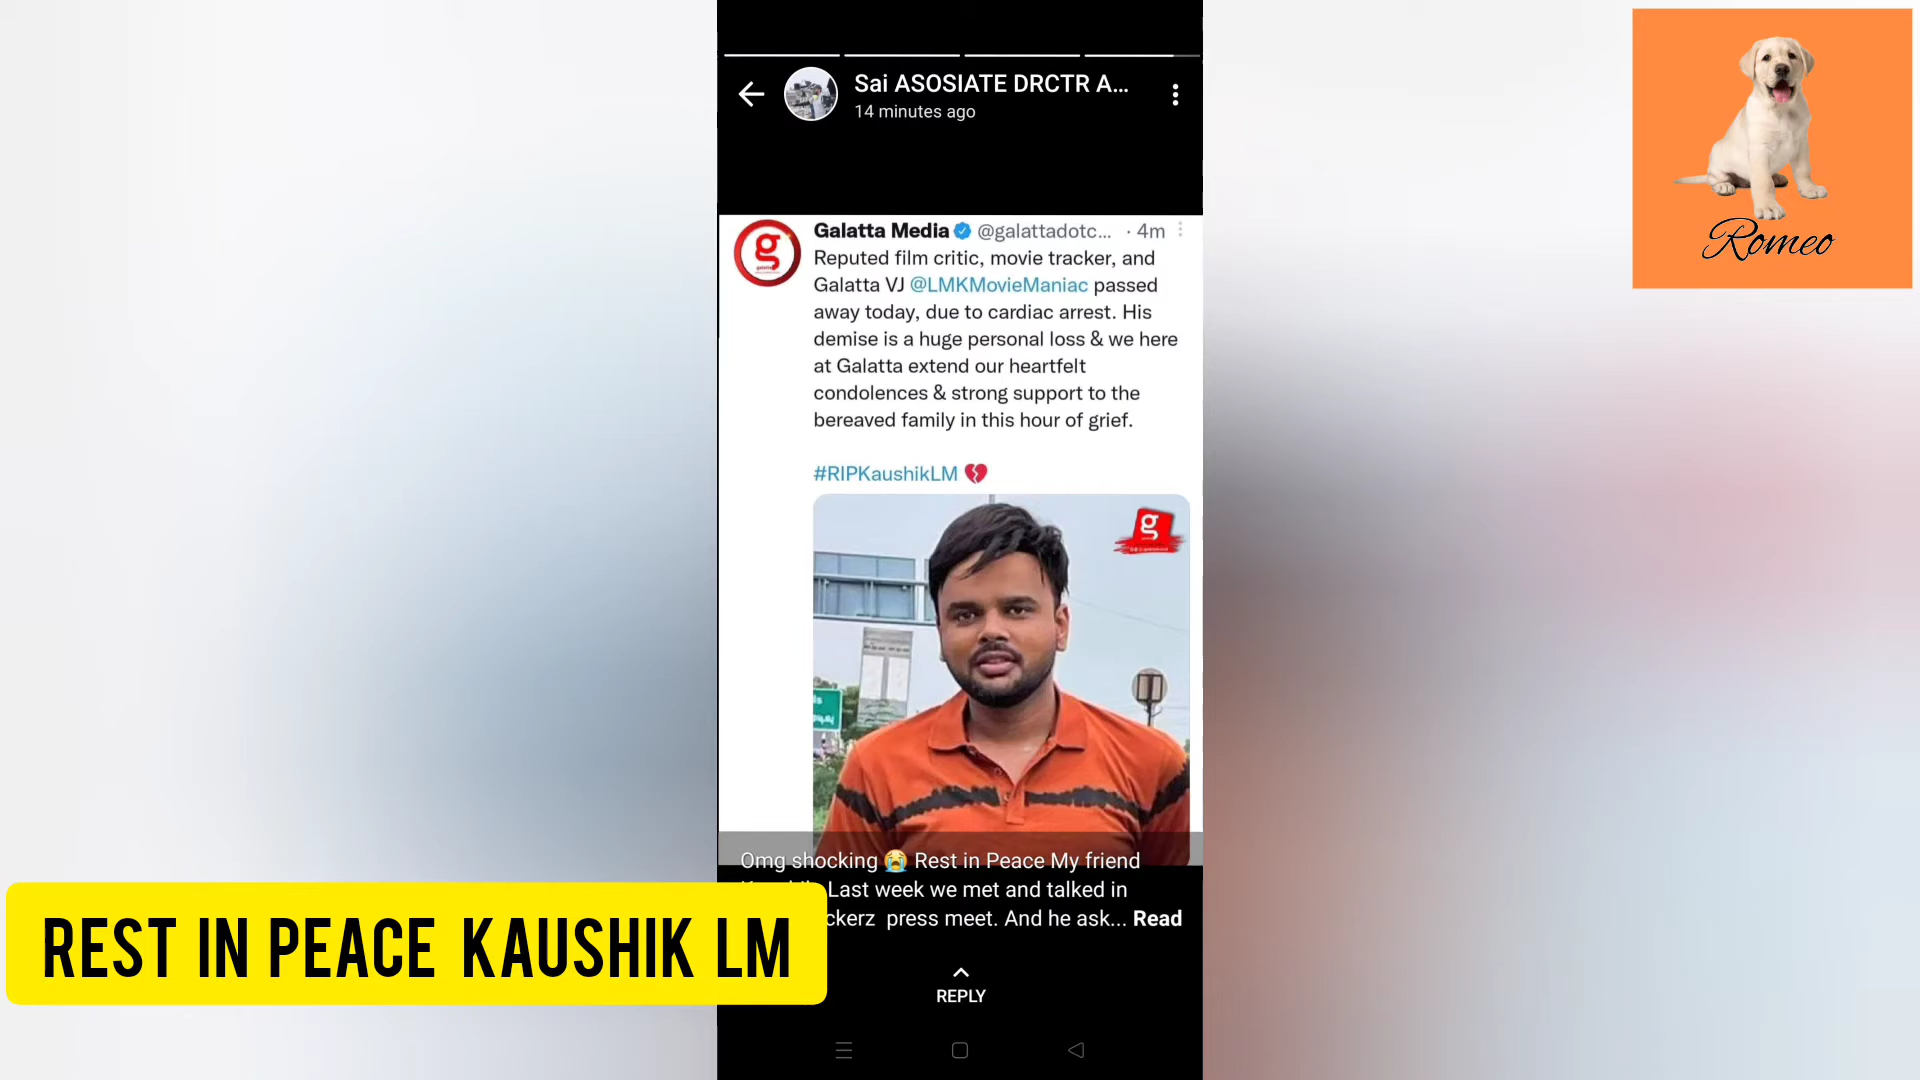 Sai ASOSIATE DRCTR A...
14 minutes ago
Romeo
Galatta Media @galattadotc... · 4m
Reputed film critic, movie tracker, and
Galatta VJ @LMKMovieManiac passed
away today, due to cardiac arrest. His
demise is a huge personal loss & we here
at Galatta extend our heartfelt
condolences & strong support to the
bereaved family in this hour of grief.
#RIPKaushikLM 💔
g
g
Omg shocking 😭 Rest in Peace My friend
Last week we met and talked in
ckerz press meet. And he ask... Read
REST IN PEACE KAUSHIK LM
REPLY